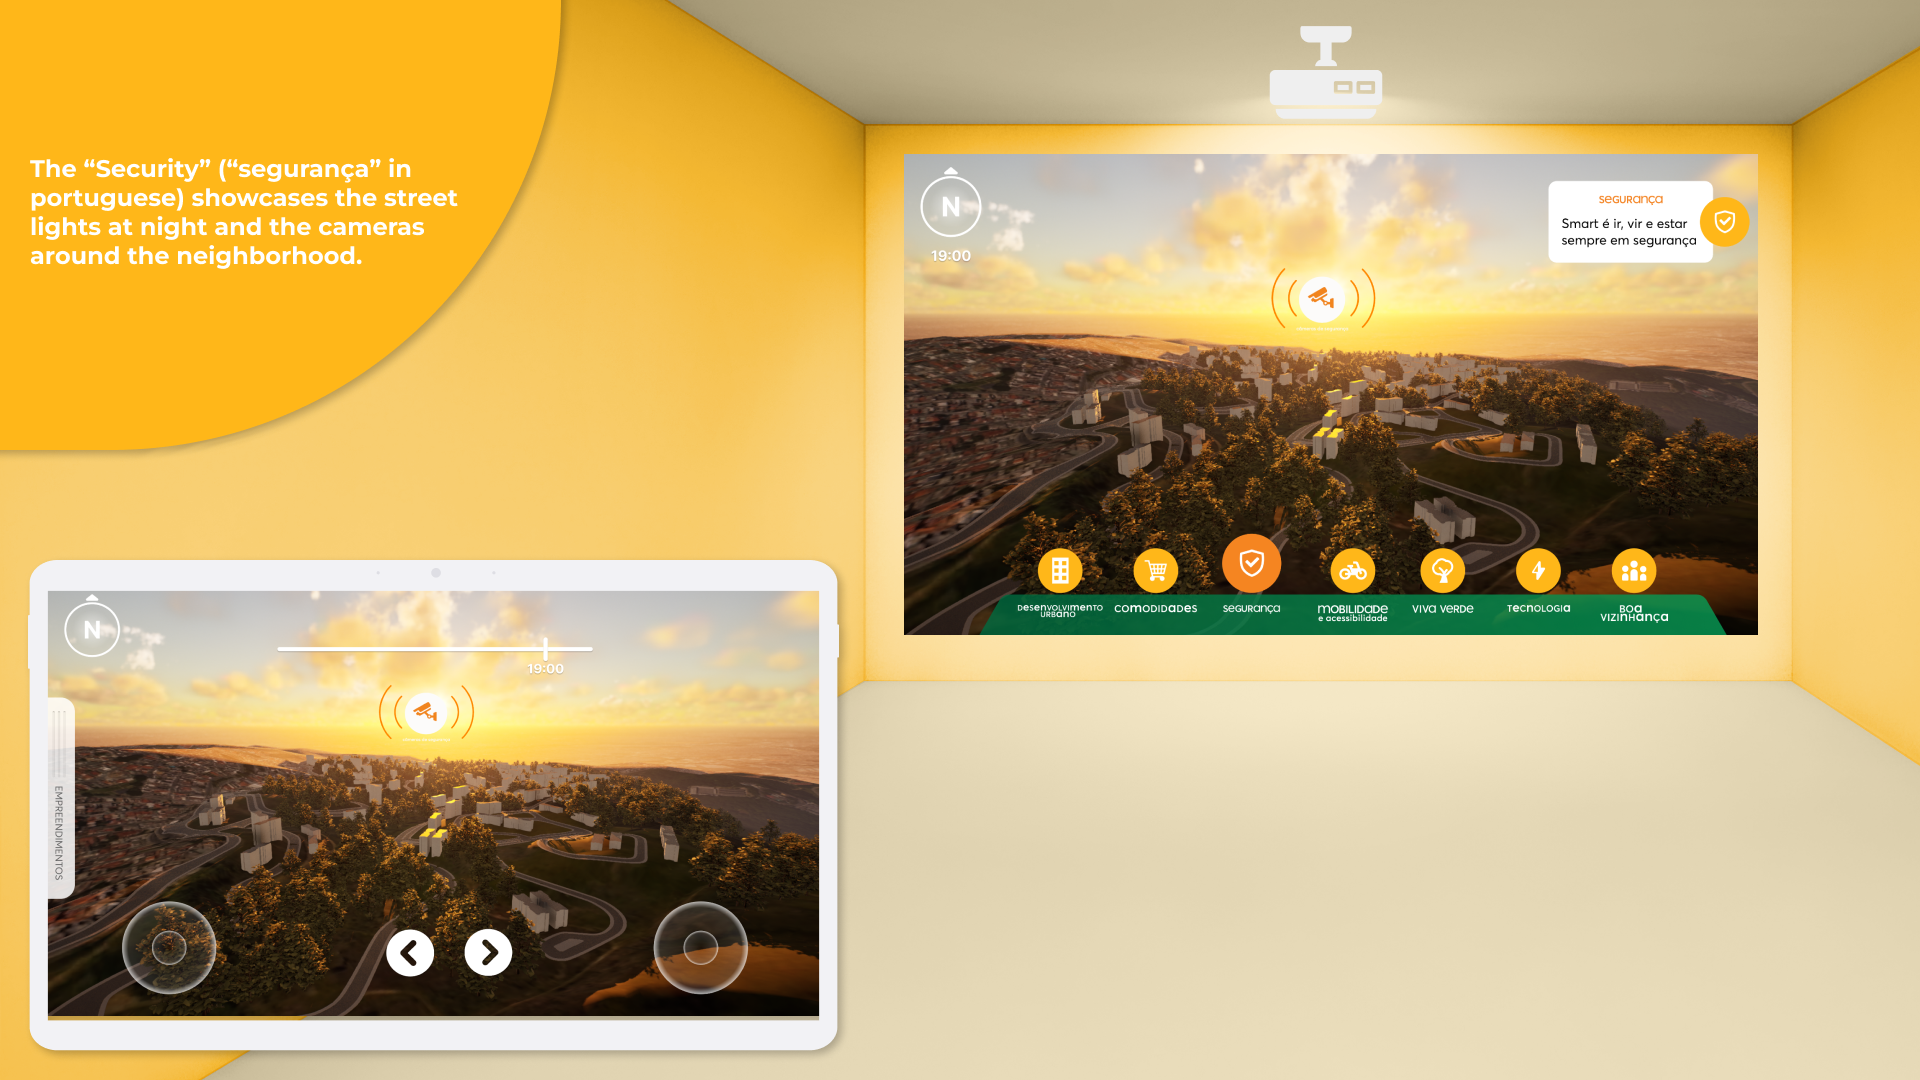 The “Security” (“segurança” in
portuguese) showcases the street
lights at night and the cameras
around the neighborhood.
N
19:00
segurança
Smart é ir, vir e estar
sempre em segurança
Desenvolvimento
urbano
comodidades
segurança
mobilidade
e acessibilidade
viva verde
tecnologia
boa
vizinhança
N
19:00
EMPREENDIMENTOS